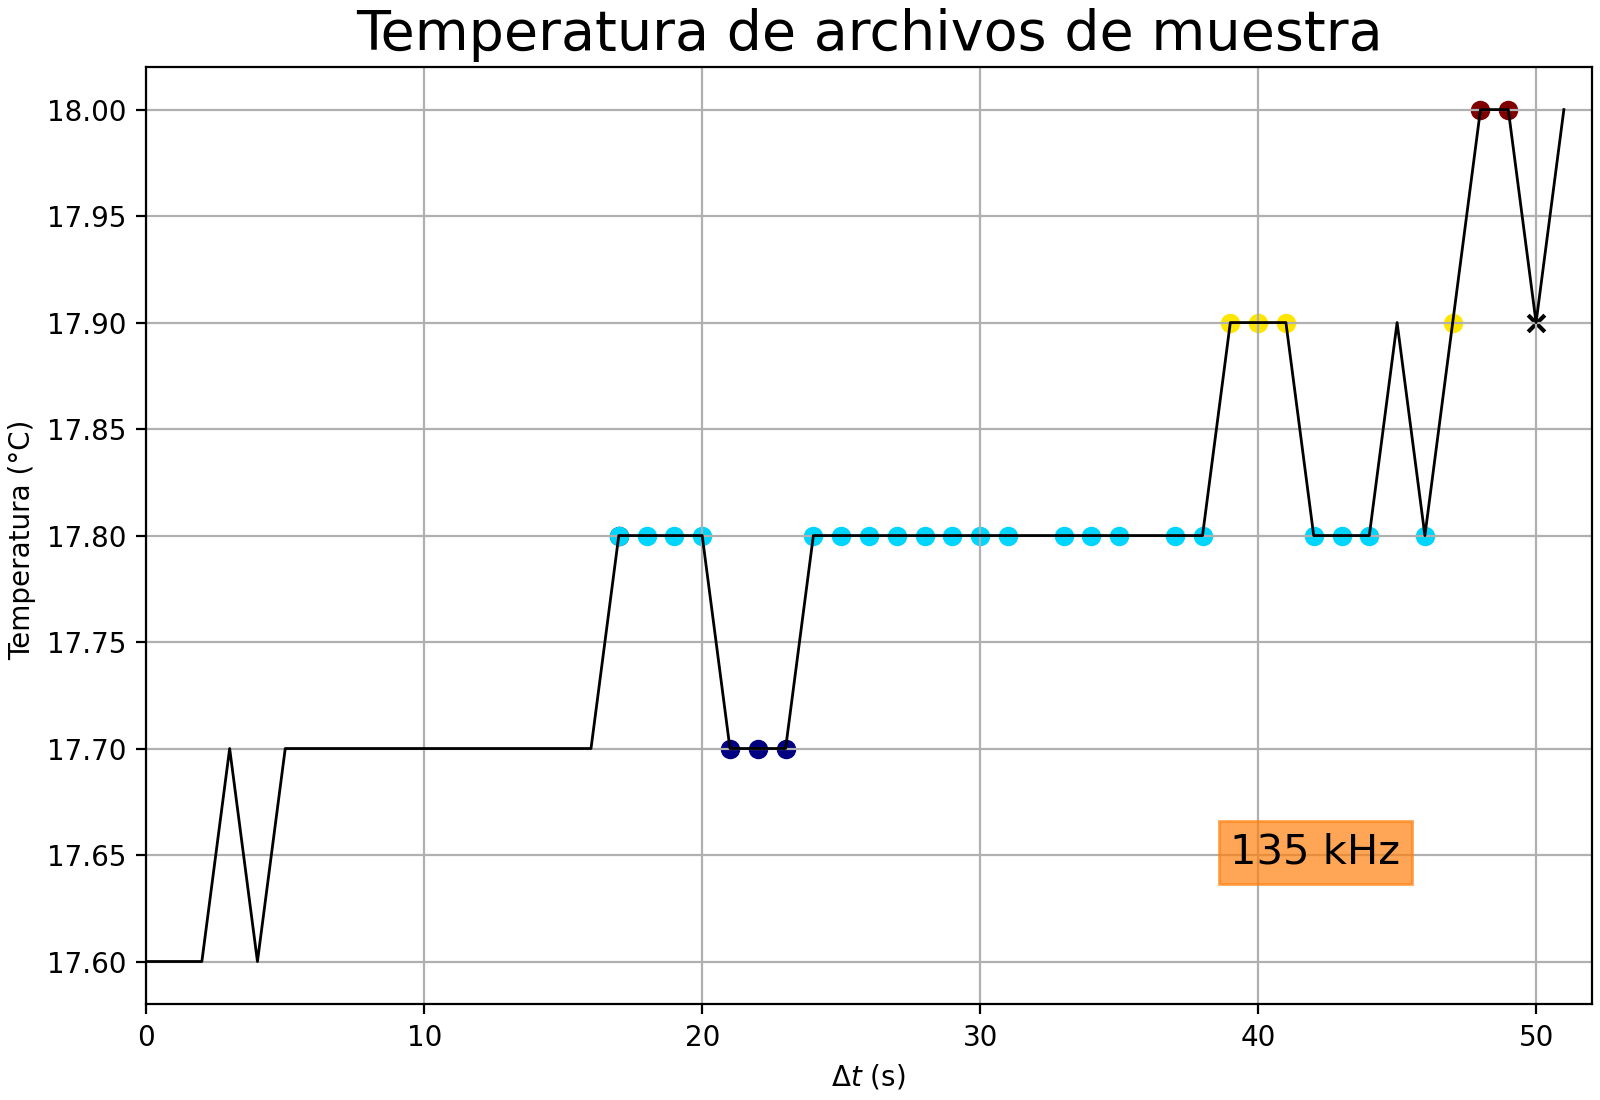 Temperatura de archivos de muestra
18.00
17.95
17.90
17.85
17.80
17.75
17.70
17.65
17.60
Temperatura (°C)
135 kHz
0 10 20 30 40 50
Δt (s)